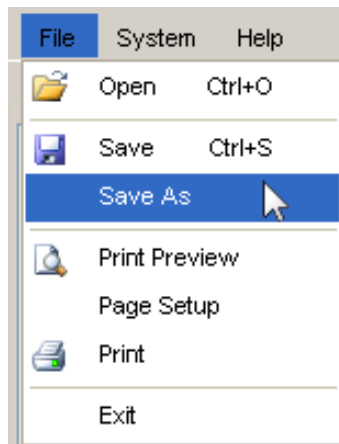 File System Help
Open Ctrl+O
Save Ctrl+S
Save As
Print Preview
Page Setup
Print
Exit